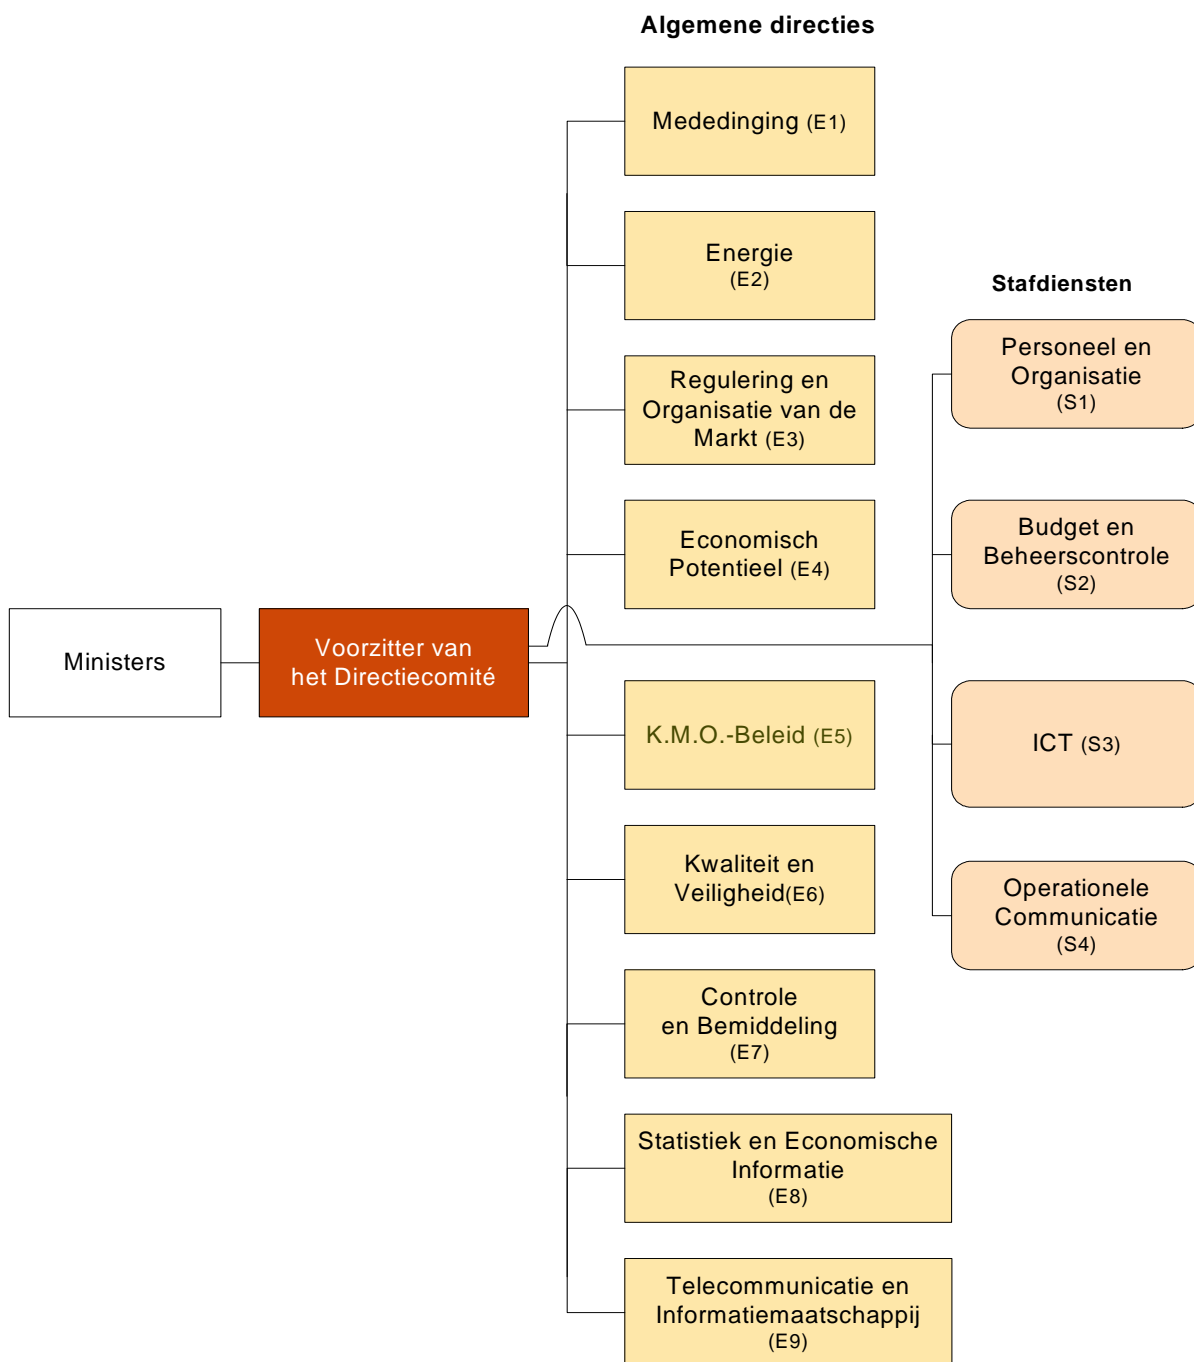 Algemene directies
Mededinging (E1)
Energie
(E2)
Regulering en
Organisatie van de
Markt (E3)
Economisch
Potentieel (E4)
Ministers
Voorzitter van
het Directiecomité
K.M.O.-Beleid (E5)
Kwaliteit en
Veiligheid(E6)
Controle
en Bemiddeling
(E7)
Statistiek en Economische
Informatie
(E8)
Telecommunicatie en
Informatiemaatschappij
(E9)
Stafdiensten
Personeel en
Organisatie
(S1)
Budget en
Beheerscontrole
(S2)
ICT (S3)
Operationele
Communicatie
(S4)